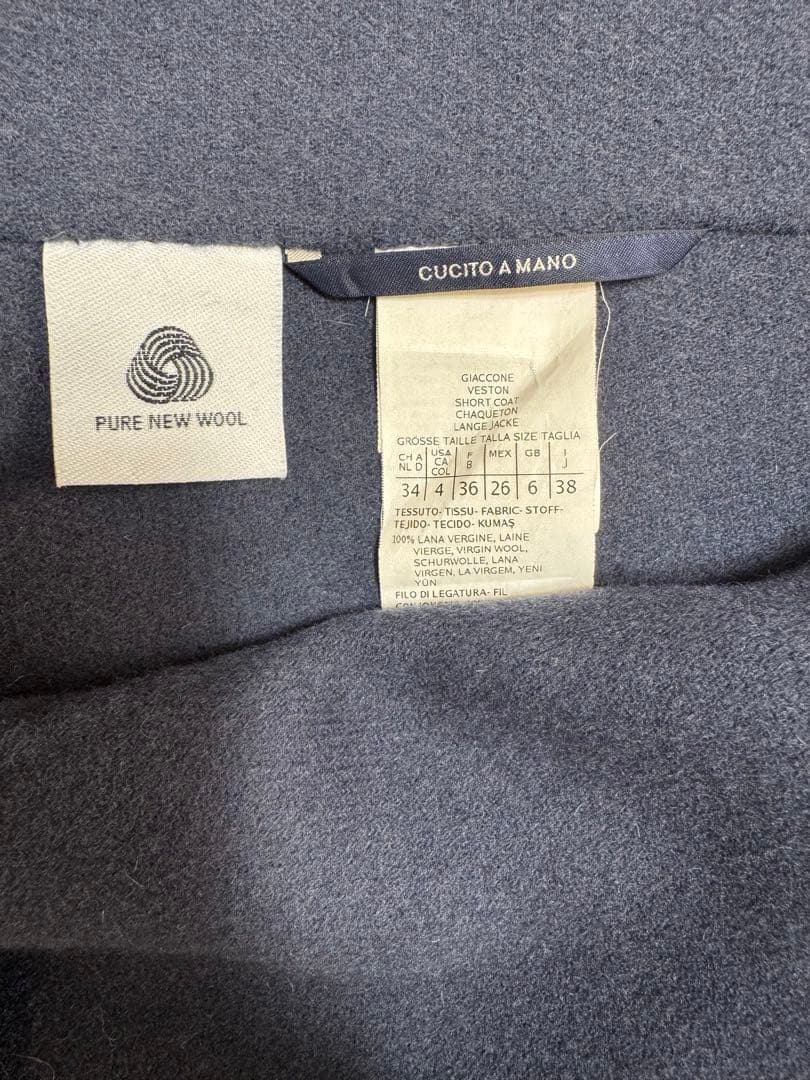 PURE NEW WOOL
CUCITO A MANO
GIACCONE
VESTON
SHORT COAT
CHAQUETON
LANGE JACKE
GRÖSSE TAILLE TALLA SIZE TAGLIA
CH A NL D USA CA COL F B MEX GB I J
34 4 36 26 6 38
TESSUTO- TISSU- FABRIC- STOFF-
TEJIDO- TECIDO- KUMAŞ
100% LANA VERGINE, LAINE
VIERGE, VIRGIN WOOL,
SCHURWOLLE, LANA
VIRGEN, LA VIRGEM, YENI
YÜN
FILO DI LEGATURA- FIL